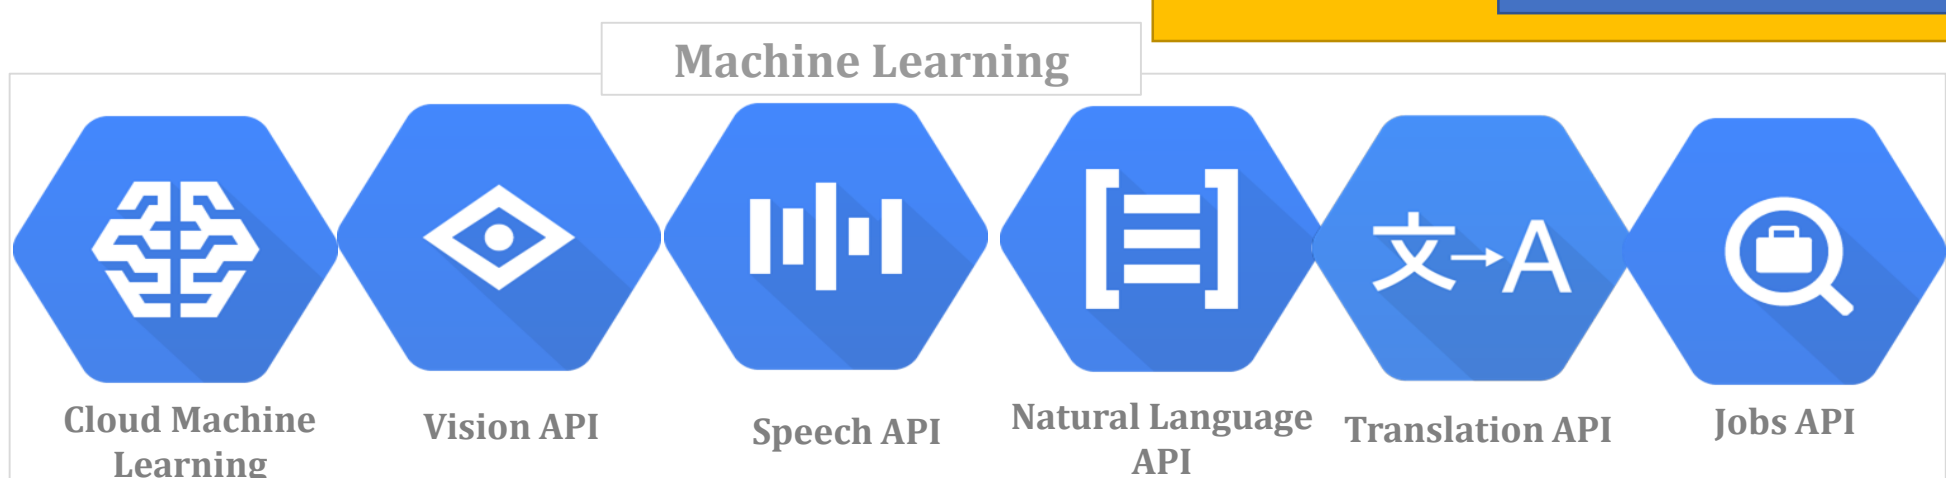 Machine Learning
文→A
Cloud Machine
Learning
Vision API
Speech API
Natural Language
API
Translation API
Jobs API